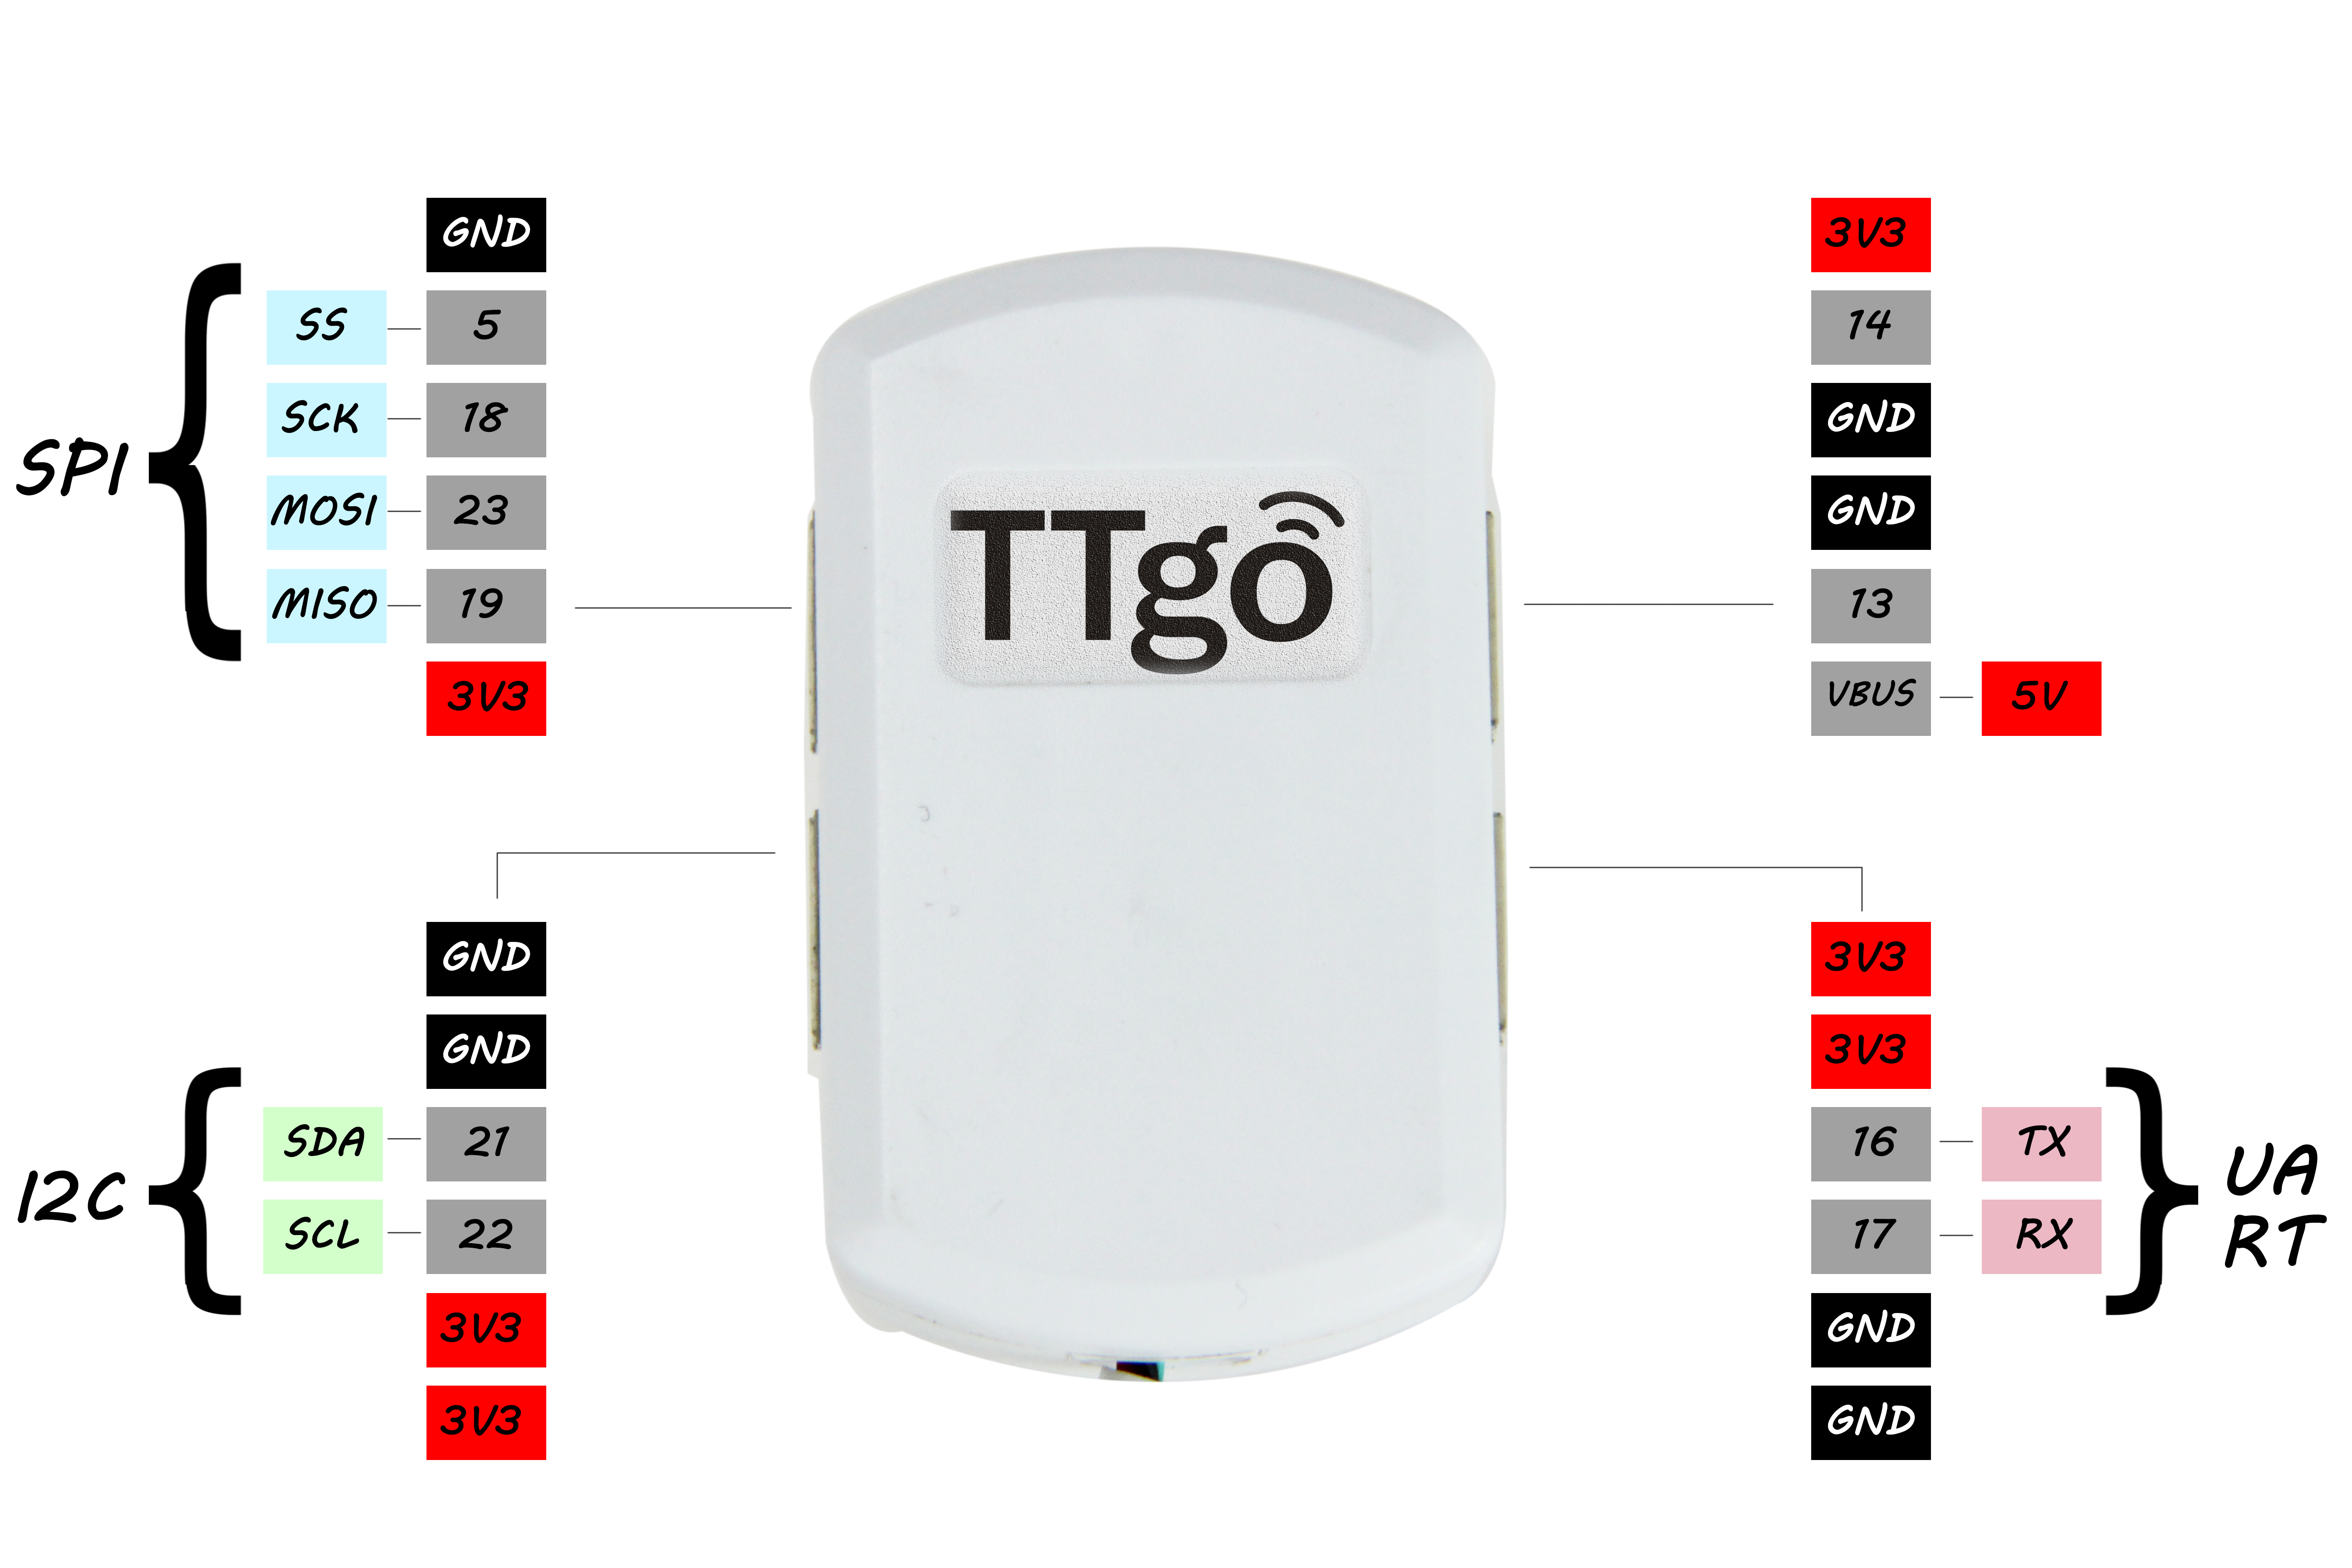 GND
SS 5
SCK 18
SPI
MOSI 23
MISO 19
3V3
TTgo
3V3
14
GND
GND
13
VBUS 5V
GND
GND
SDA 21
I2C
SCL 22
3V3
3V3
3V3
3V3
16 TX
17 RX
UA
RT
GND
GND